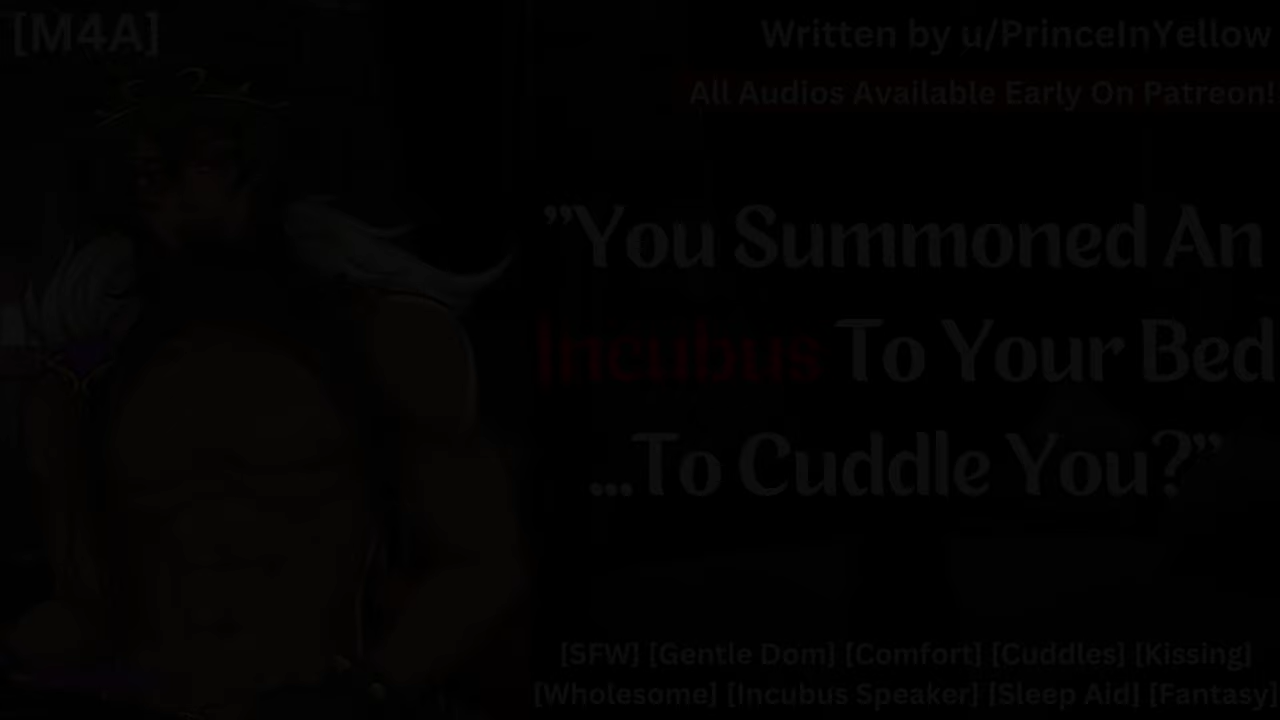 [M4A]
Written by u/PrinceInYellow
All Audios Available Early On Patreon!
"You Summoned An
Incubus To Your Bed
...To Cuddle You?"
[SFW] [Gentle Dom] [Comfort] [Cuddles] [Kissing]
[Wholesome] [Incubus Speaker] [Sleep Aid] [Fantasy]